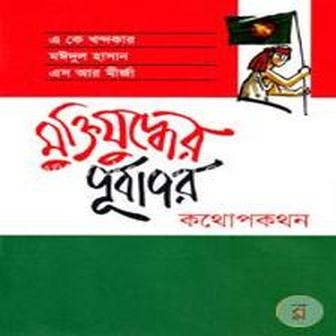 এ কে খন্দকার
মঈদুল হাসান
এস আর মীর্জা
মুক্তিযুদ্ধের
পূর্বাপর
কথোপকথন